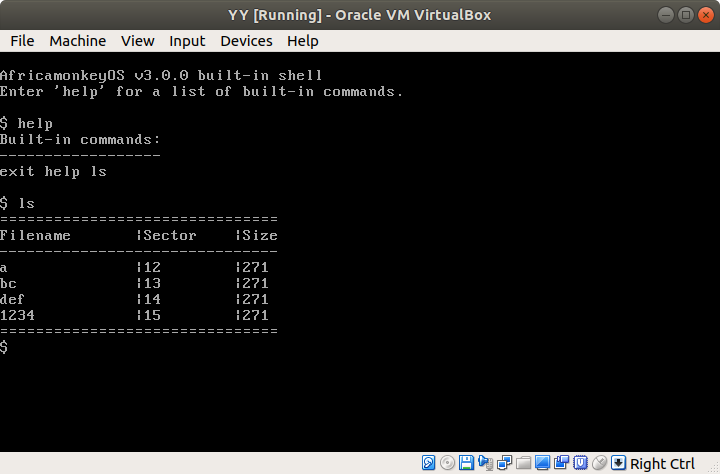 YY [Running] - Oracle VM VirtualBox
File Machine View Input Devices Help
AfricamonkeyOS v3.0.0 built-in shell
Enter 'help' for a list of built-in commands.
$ help
Built-in commands:
------------------
exit help ls
$ ls
===============================
Filename       |Sector    |Size
-------------------------------
a              |12        |271
bc             |13        |271
def            |14        |271
1234           |15        |271
===============================
$
Right Ctrl